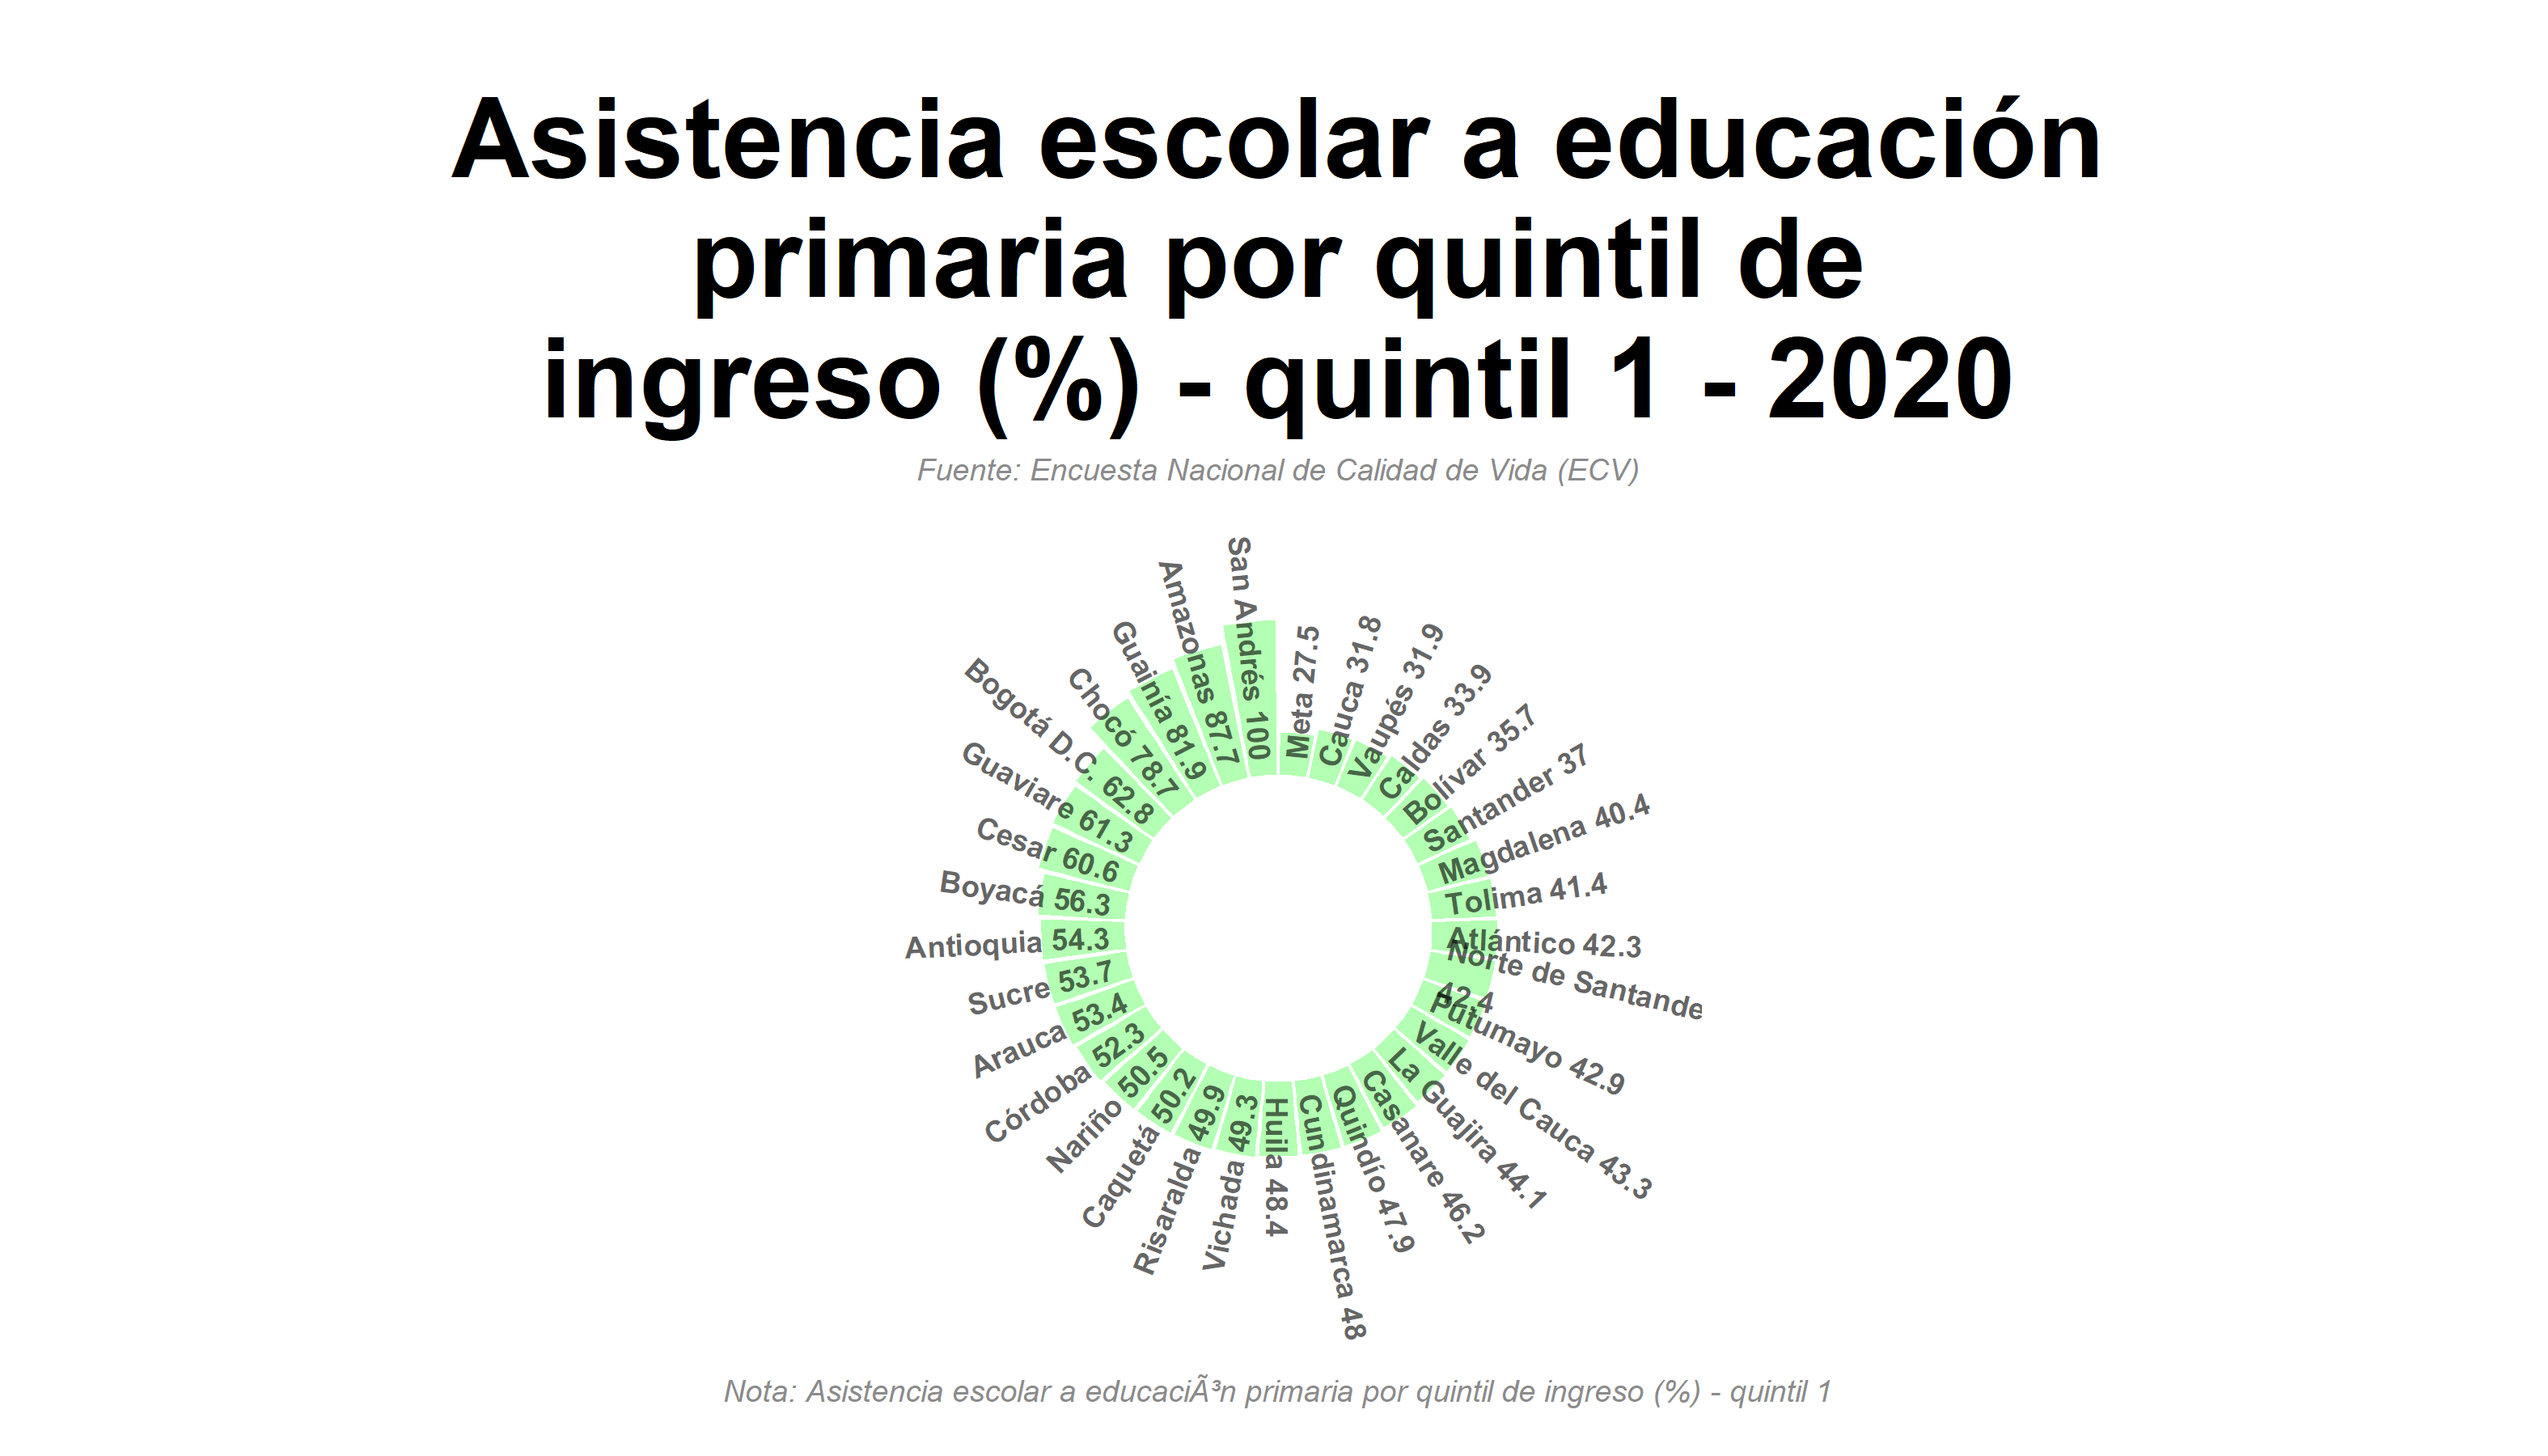 Asistencia escolar a educación
primaria por quintil de
ingreso (%) - quintil 1 - 2020
Fuente: Encuesta Nacional de Calidad de Vida (ECV)
Meta 27.5
Cauca 31.8
Vaupés 31.9
Caldas 33.9
Bolívar 35.7
Santander 37
Magdalena 40.4
Tolima 41.4
Atlántico 42.3
Norte de Santande
42.4
Putumayo 42.9
Valle del Cauca 43.3
La Guajira 44.1
Casanare 46.2
Quindío 47.9
Cundinamarca 48
Huila 48.4
Vichada 49.3
Risaralda 49.9
Caquetá 50.2
Nariño 50.5
Córdoba 52.3
Arauca 53.4
Sucre 53.7
Antioquia 54.3
Boyacá 56.3
Cesar 60.6
Guaviare 61.3
Bogotá D.C. 62.8
Chocó 78.7
Guainía 81.9
Amazonas 87.7
San Andrés 100
Nota: Asistencia escolar a educaciÃ³n primaria por quintil de ingreso (%) - quintil 1